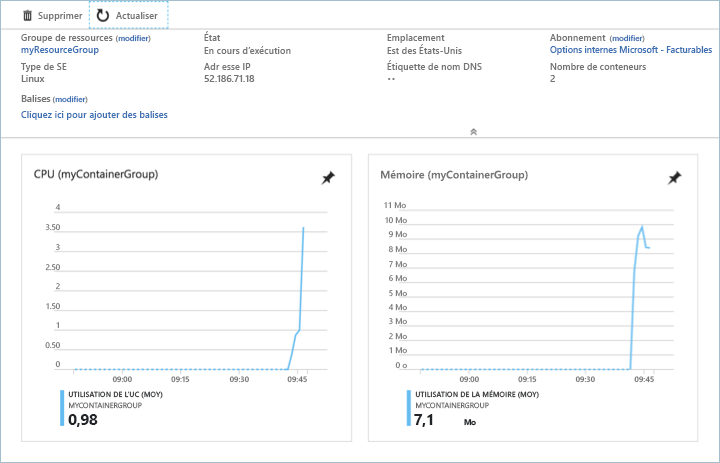 Supprimer Actualiser
Groupe de ressources (modifier)
myResourceGroup
État
En cours d'exécution
Emplacement
Est des États-Unis
Abonnement (modifier)
Options internes Microsoft - Facturables
Type de SE
Linux
Adr esse IP
52.186.71.18
Étiquette de nom DNS
--
Nombre de conteneurs
2
Balises (modifier)
Cliquez ici pour ajouter des balises
CPU (myContainerGroup)
4
3.50
3
2.50
2
1.50
1
0.50
0
09:00 09:15 09:30 09:45
UTILISATION DE L'UC (MOY)
MYCONTAINERGROUP
0,98
Mémoire (myContainerGroup)
11 Mo
10 Mo
9 Mo
8 Mo
7 Mo
6 Mo
5 Mo
4 Mo
3 Mo
2 Mo
1 Mo
0 o
09:00 09:15 09:30 09:45
UTILISATION DE LA MÉMOIRE (MOY)
MYCONTAINERGROUP
7,1 Mo